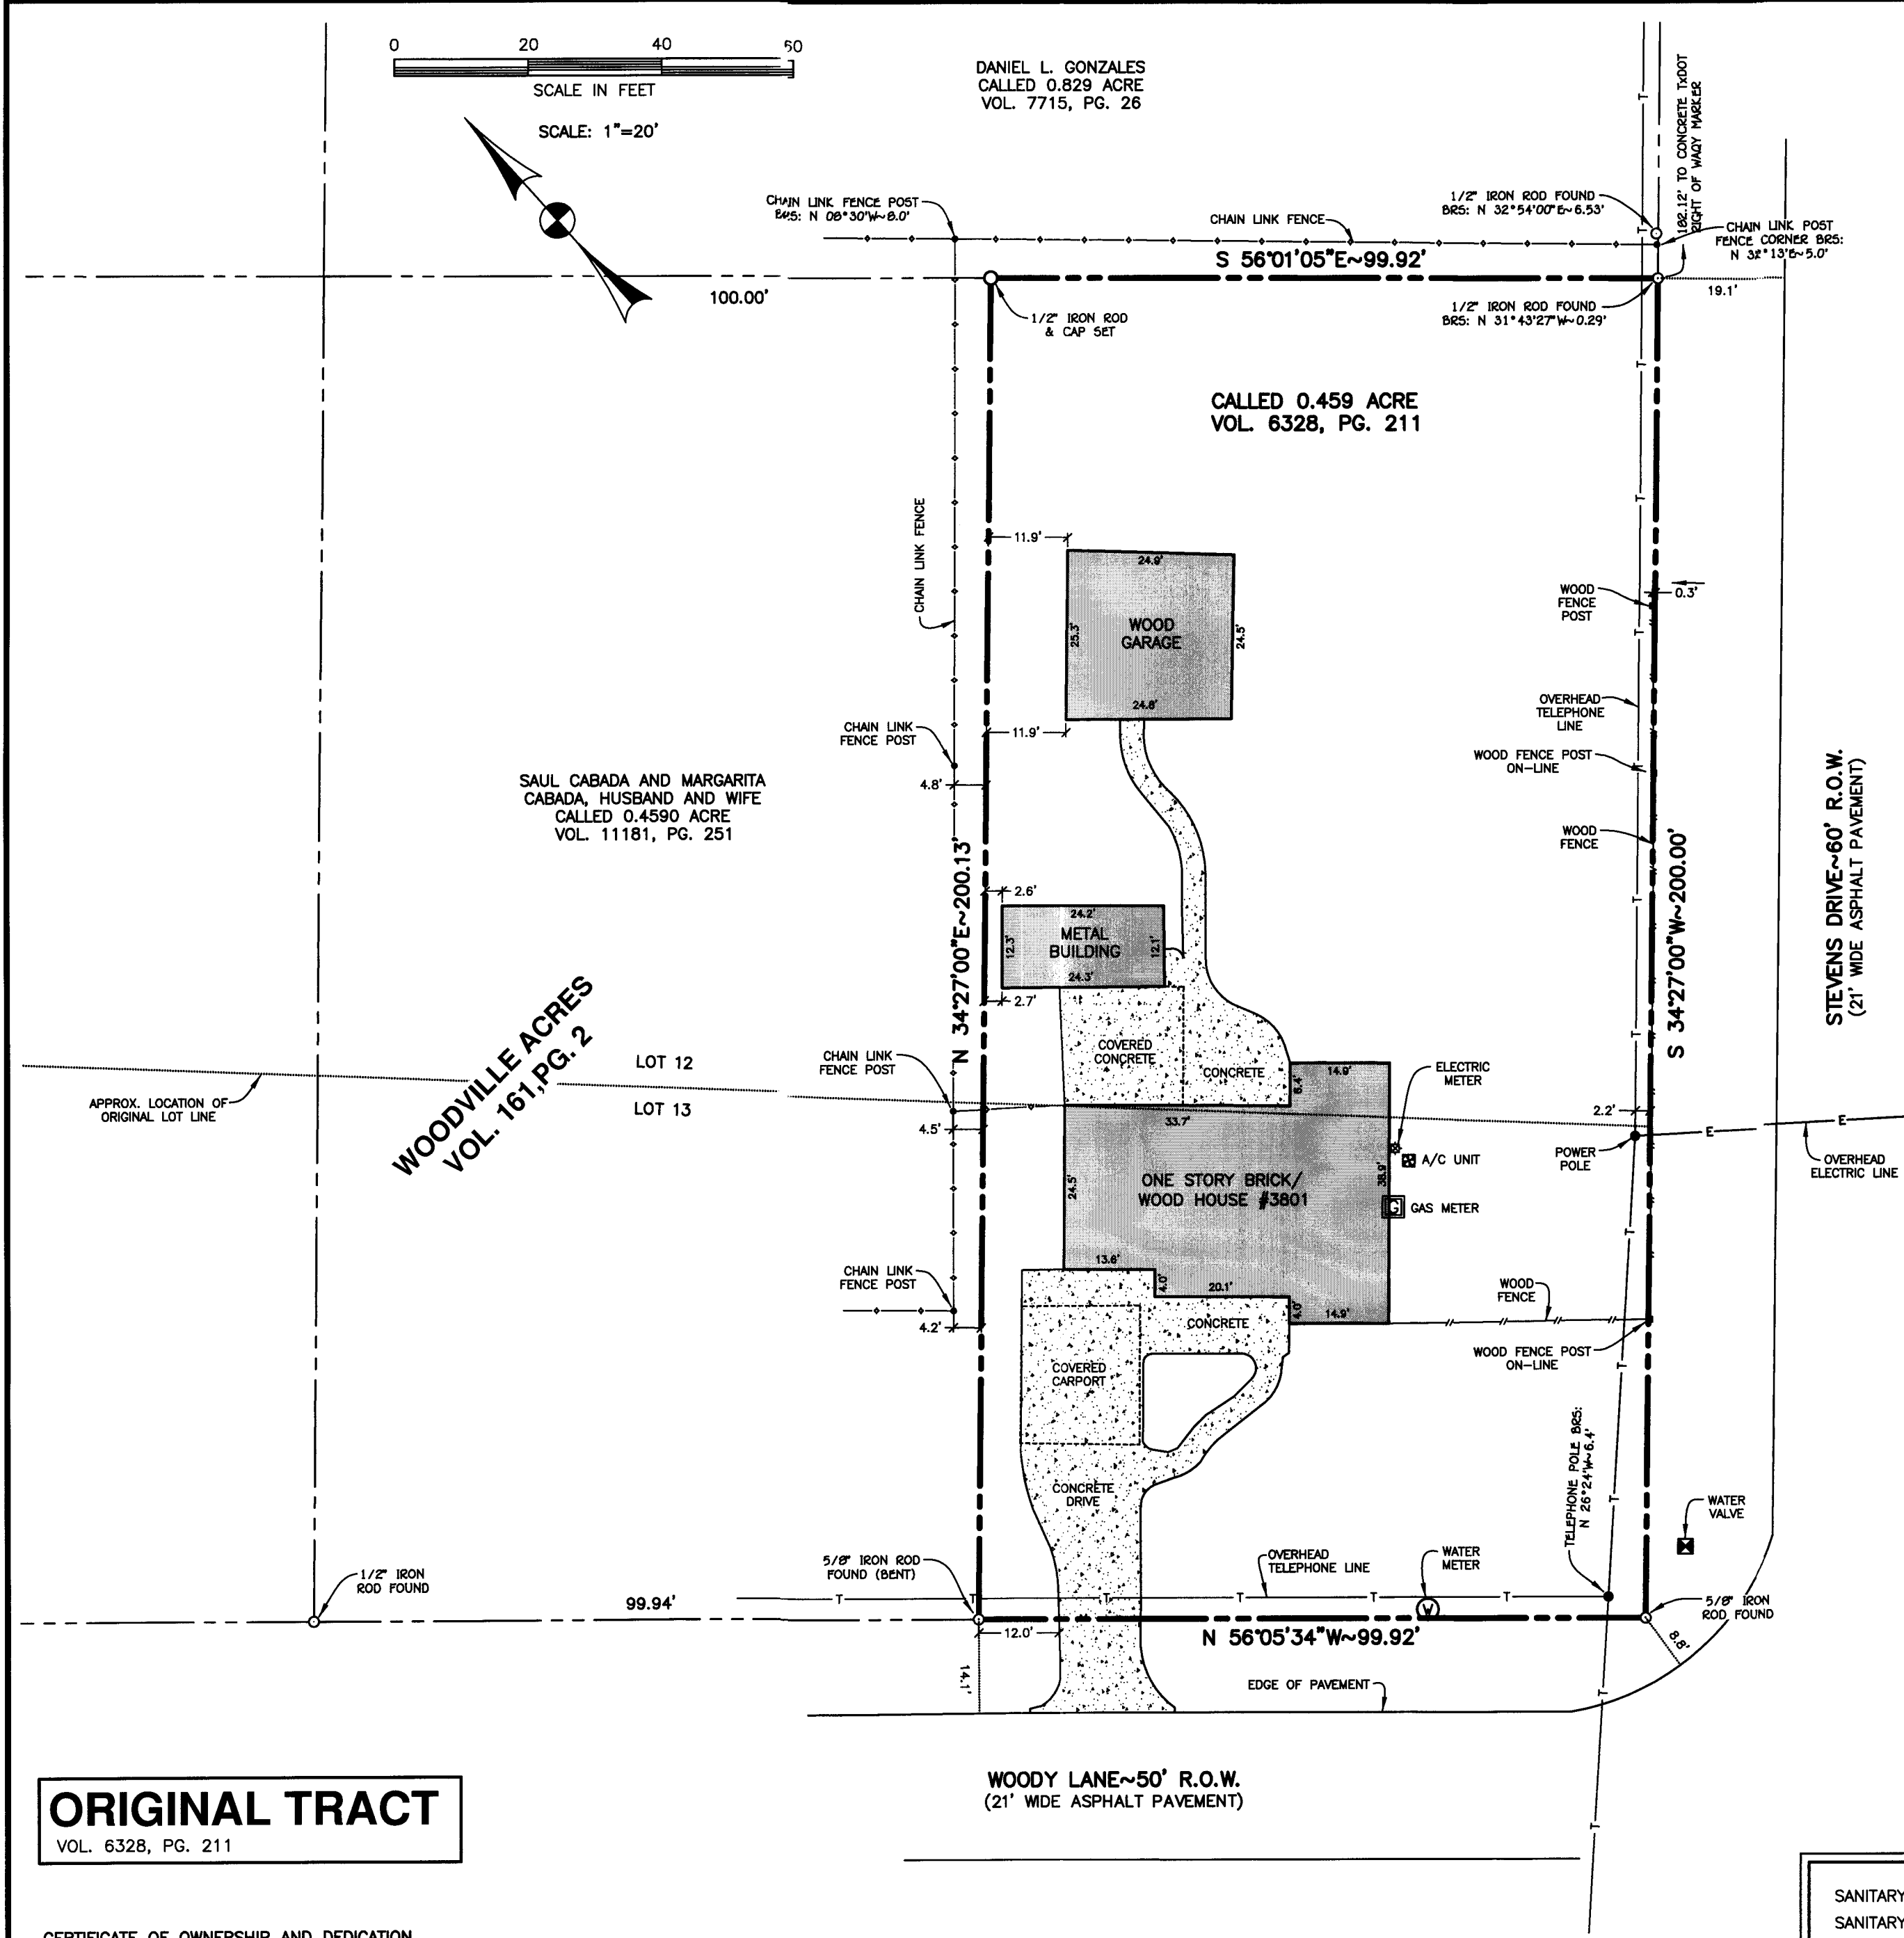 0 20 40 60
SCALE IN FEET
SCALE: 1"=20'
DANIEL L. GONZALES
CALLED 0.829 ACRE
VOL. 7715, PG. 26
182.12' TO CONCRETE TxDOT
RIGHT OF WAQY MARKER
CHAIN LINK FENCE POST
BRS: N 08°30'W~8.0'
CHAIN LINK FENCE
1/2" IRON ROD FOUND
BRS: N 32°54'00"E~6.53'
CHAIN LINK POST
FENCE CORNER BRS:
N 32°13'E~5.0'
S 56°01'05"E~99.92'
100.00'
19.1'
1/2" IRON ROD
& CAP SET
1/2" IRON ROD FOUND
BRS: N 31°43'27"W~0.29'
CALLED 0.459 ACRE
VOL. 6328, PG. 211
CHAIN LINK FENCE
11.9'
24.9'
25.3'
WOOD
GARAGE
24.5'
24.8'
11.9'
WOOD
FENCE
POST
0.3'
OVERHEAD
TELEPHONE
LINE
WOOD FENCE POST
ON-LINE
WOOD
FENCE
CHAIN LINK
FENCE POST
4.8'
SAUL CABADA AND MARGARITA
CABADA, HUSBAND AND WIFE
CALLED 0.4590 ACRE
VOL. 11181, PG. 251
N 34°27'00"E~200.13'
S 34°27'00"W~200.00'
STEVENS DRIVE~60' R.O.W.
(21' WIDE ASPHALT PAVEMENT)
2.6'
24.2'
12.3'
METAL
BUILDING
12.1'
24.3'
2.7'
WOODVILLE ACRES
VOL. 161,PG. 2
LOT 12
LOT 13
APPROX. LOCATION OF
ORIGINAL LOT LINE
CHAIN LINK
FENCE POST
4.5'
COVERED
CONCRETE
CONCRETE
6.4'
14.9'
ELECTRIC
METER
33.7'
24.5'
ONE STORY BRICK/
WOOD HOUSE #3801
38.9'
A/C UNIT
G GAS METER
2.2'
POWER
POLE
E E
OVERHEAD
ELECTRIC LINE
13.6'
4.0'
20.1'
4.0'
14.9'
CHAIN LINK
FENCE POST
4.2'
WOOD
FENCE
WOOD FENCE POST
ON-LINE
CONCRETE
COVERED
CARPORT
CONCRETE
DRIVE
TELEPHONE POLE BRS:
N 26°24'W~6.4'
WATER
VALVE
1/2" IRON
ROD FOUND
99.94'
5/8" IRON ROD
FOUND (BENT)
OVERHEAD
TELEPHONE LINE
WATER
METER
W
T T T T T T
5/8" IRON
ROD FOUND
8.8'
12.0'
N 56°05'34"W~99.92'
14.1'
EDGE OF PAVEMENT
WOODY LANE~50' R.O.W.
(21' WIDE ASPHALT PAVEMENT)
ORIGINAL TRACT
VOL. 6328, PG. 211
CERTIFICATE OF OWNERSHIP AND DEDICATION
SANITARY
SANITARY